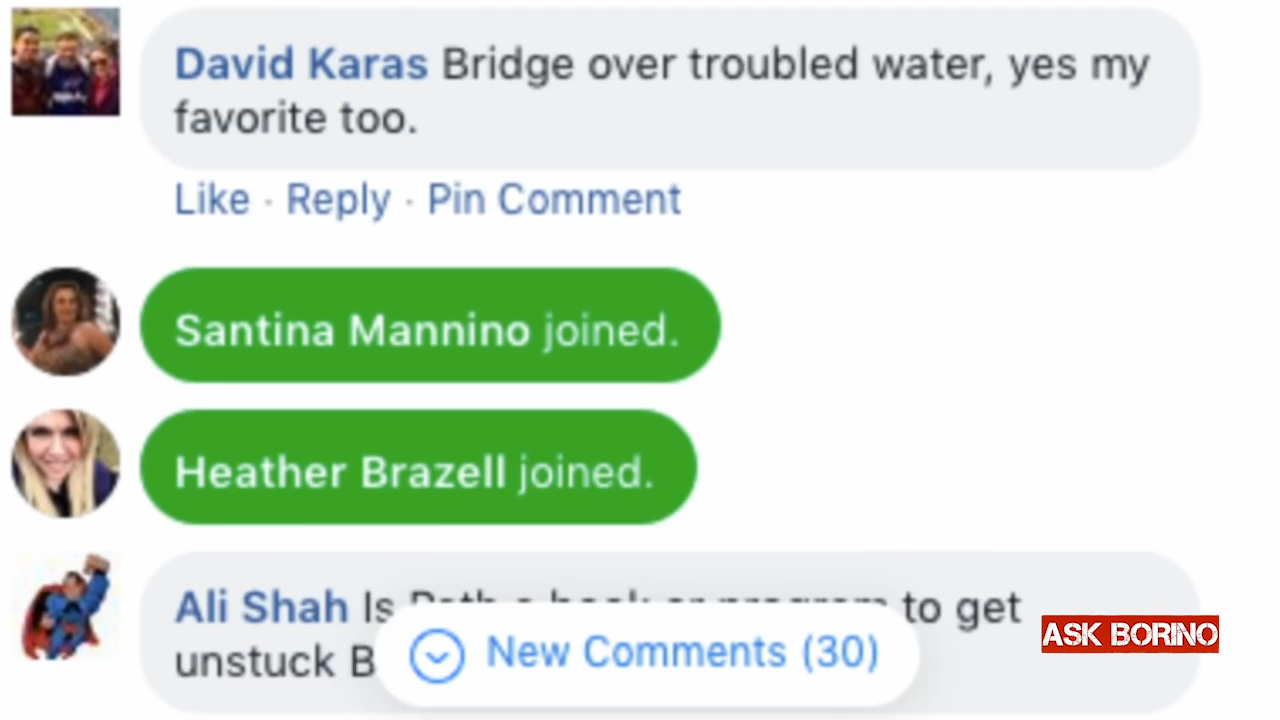 David Karas Bridge over troubled water, yes my
favorite too.
Like · Reply · Pin Comment
Santina Mannino joined.
Heather Brazell joined.
Ali Shah Is to get
unstuck B
New Comments (30)
ASK BORINO